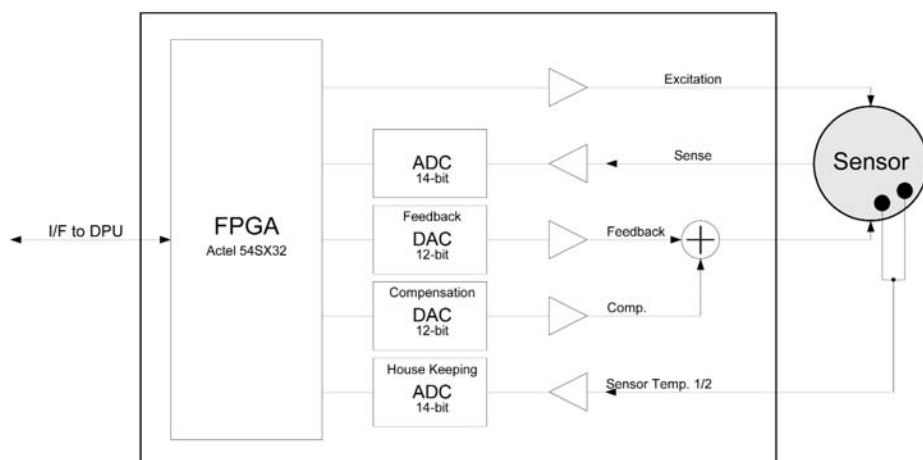 Excitation
ADC
14-bit
Sense
Sensor
FPGA
Actel 54SX32
I/F to DPU
Feedback
DAC
12-bit
Feedback
Compensation
DAC
12-bit
Comp.
House Keeping
ADC
14-bit
Sensor Temp. 1/2